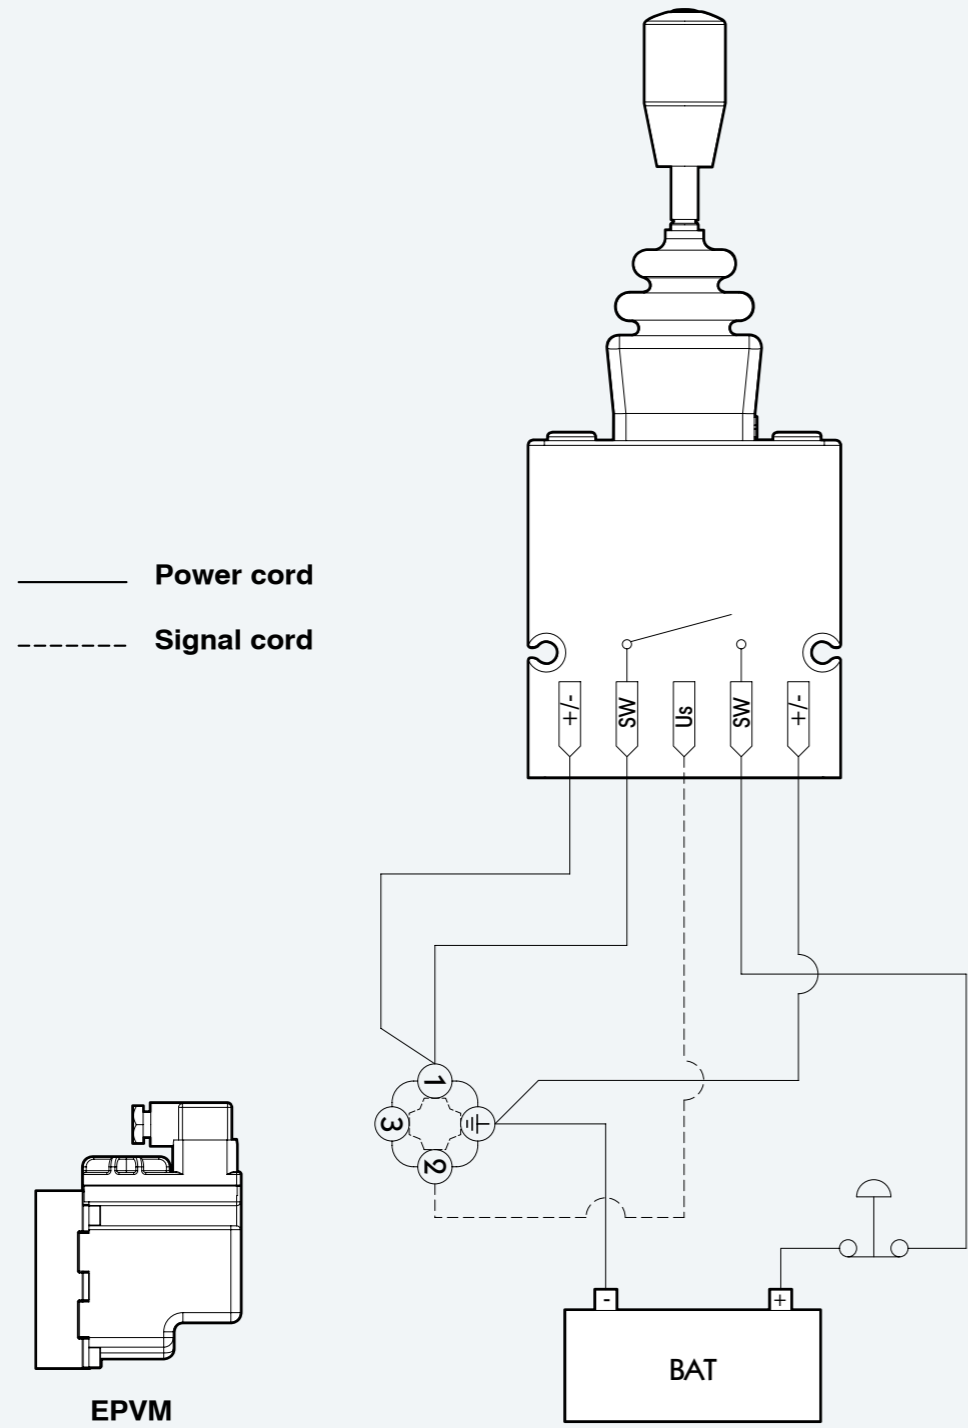 Power cord
Signal cord
+/-
SW
Us
SW
+/-
1
3
2
- +
BAT
EPVM